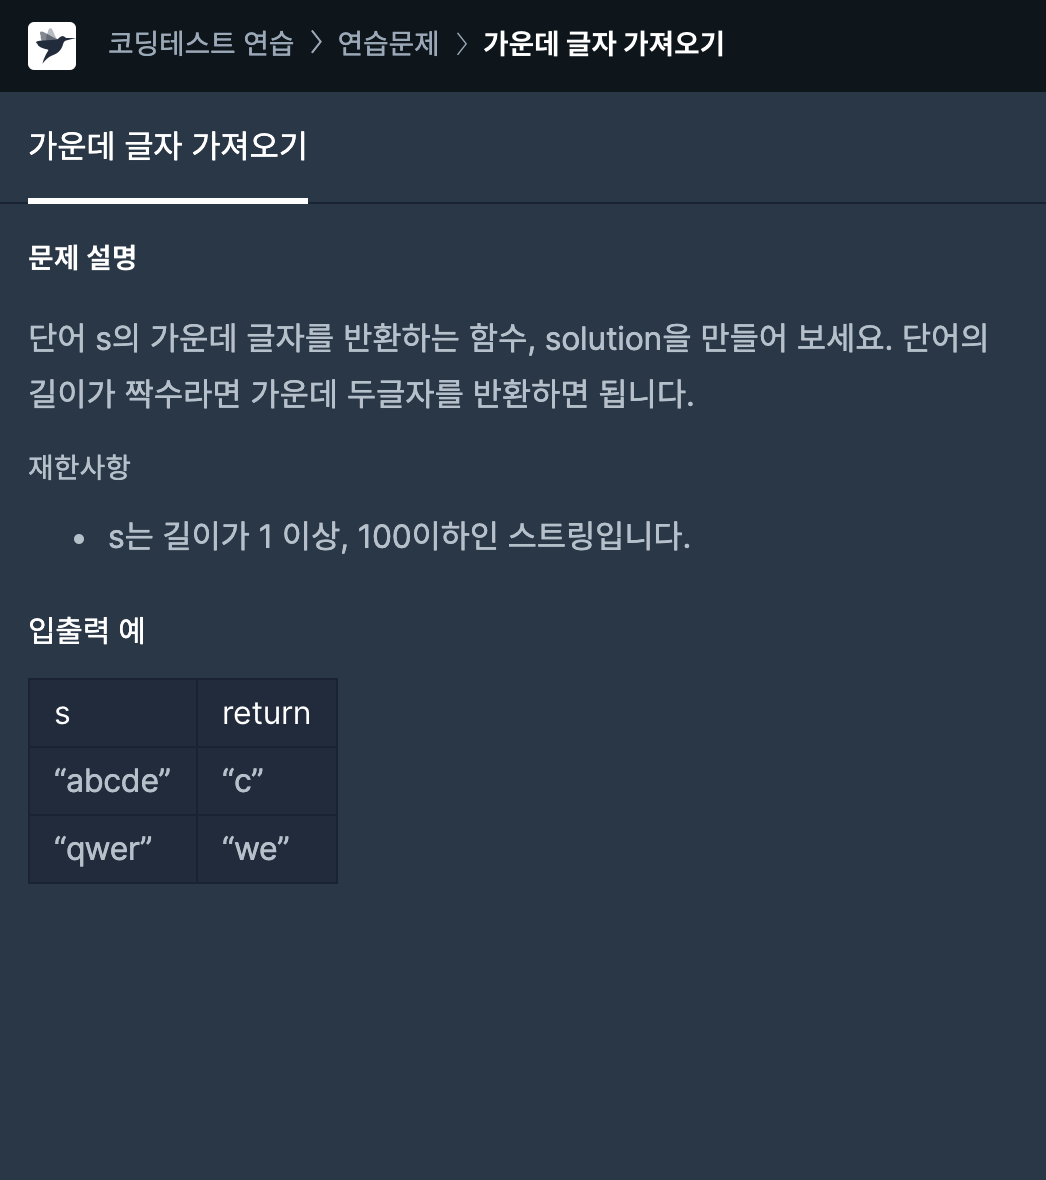 코딩테스트 연습 > 연습문제 > 가운데 글자 가져오기
가운데 글자 가져오기
문제 설명
단어 s의 가운데 글자를 반환하는 함수, solution을 만들어 보세요. 단어의
길이가 짝수라면 가운데 두글자를 반환하면 됩니다.
재한사항
• s는 길이가 1 이상, 100이하인 스트링입니다.
입출력 예
s return
“abcde” “c”
“qwer” “we”